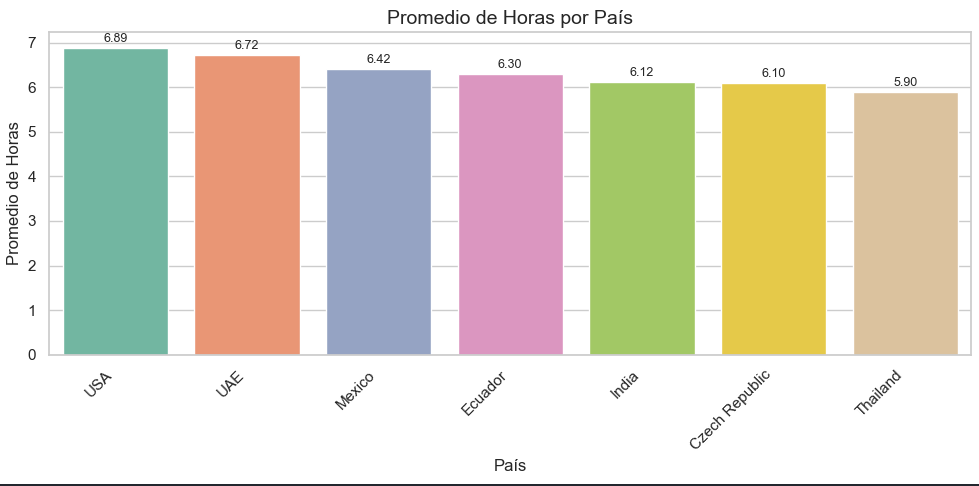 Promedio de Horas por País
Promedio de Horas
7
6
5
4
3
2
1
0
6.89
6.72
6.42
6.30
6.12
6.10
5.90
USA
UAE
Mexico
Ecuador
India
Czech Republic
Thailand
País